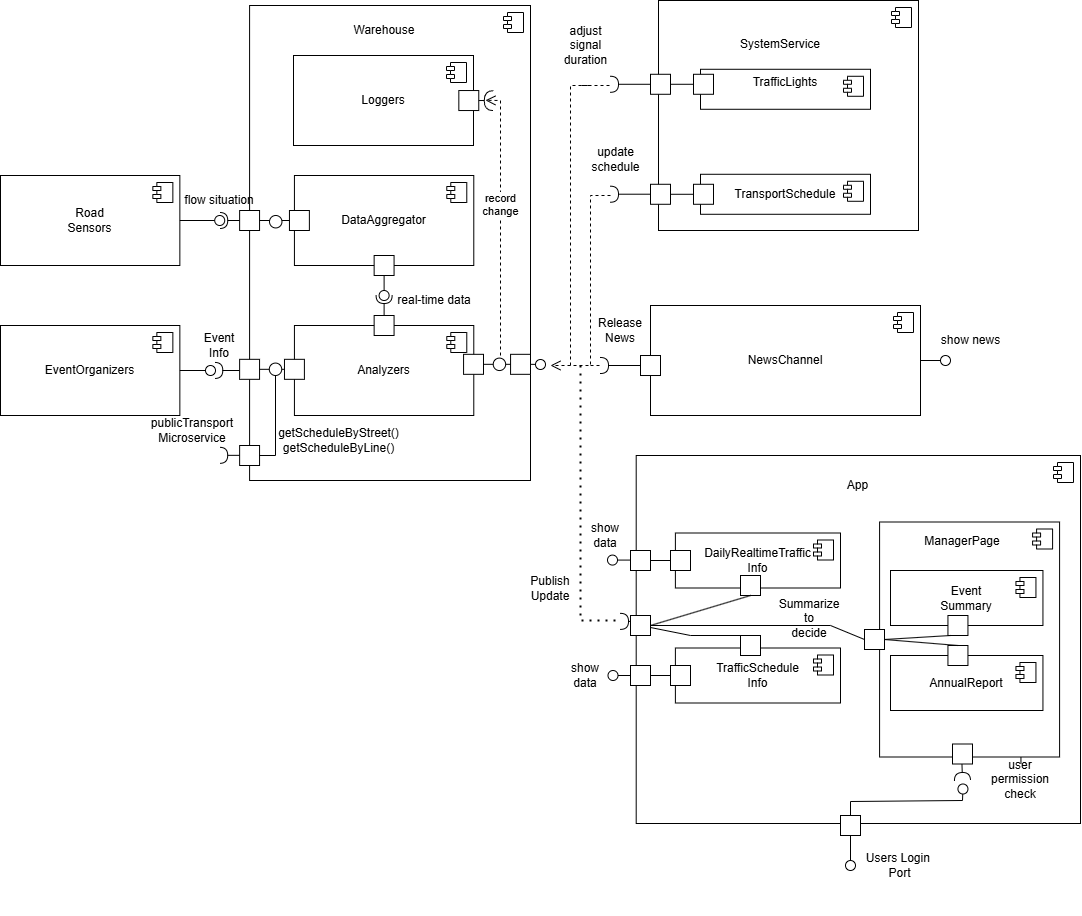 Warehouse
Loggers
record
change
Road
Sensors
flow situation
DataAggregator
real-time data
EventOrganizers
Event
Info
Analyzers
publicTransport
Microservice
getScheduleByStreet()
getScheduleByLine()
adjust
signal
duration
SystemService
TrafficLights
update
schedule
TransportSchedule
Release
News
NewsChannel
show news
App
show
data
DailyRealtimeTraffic
Info
ManagerPage
Event
Summary
Publish
Update
Summarize
to
decide
show
data
TrafficSchedule
Info
AnnualReport
user
permission
check
Users Login
Port